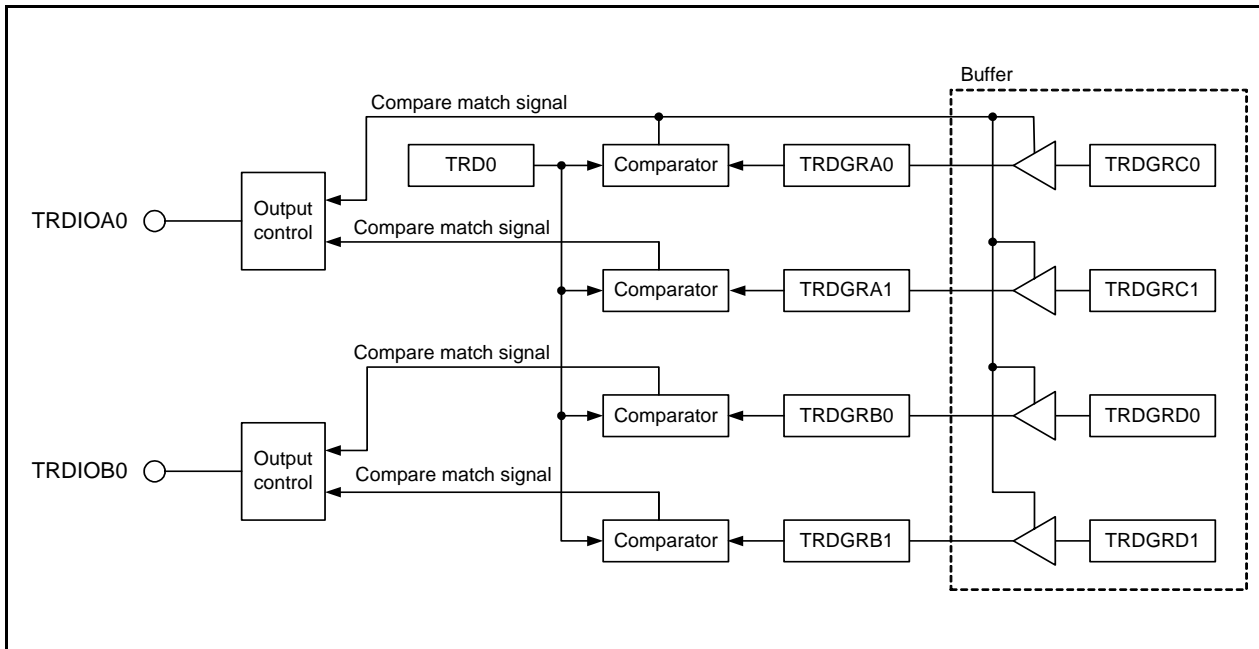 Buffer
Compare match signal
TRD0
Comparator
TRDGRA0
TRDGRC0
TRDIOA0
Output
control
Compare match signal
Comparator
TRDGRA1
TRDGRC1
Compare match signal
Comparator
TRDGRB0
TRDGRD0
TRDIOB0
Output
control
Compare match signal
Comparator
TRDGRB1
TRDGRD1